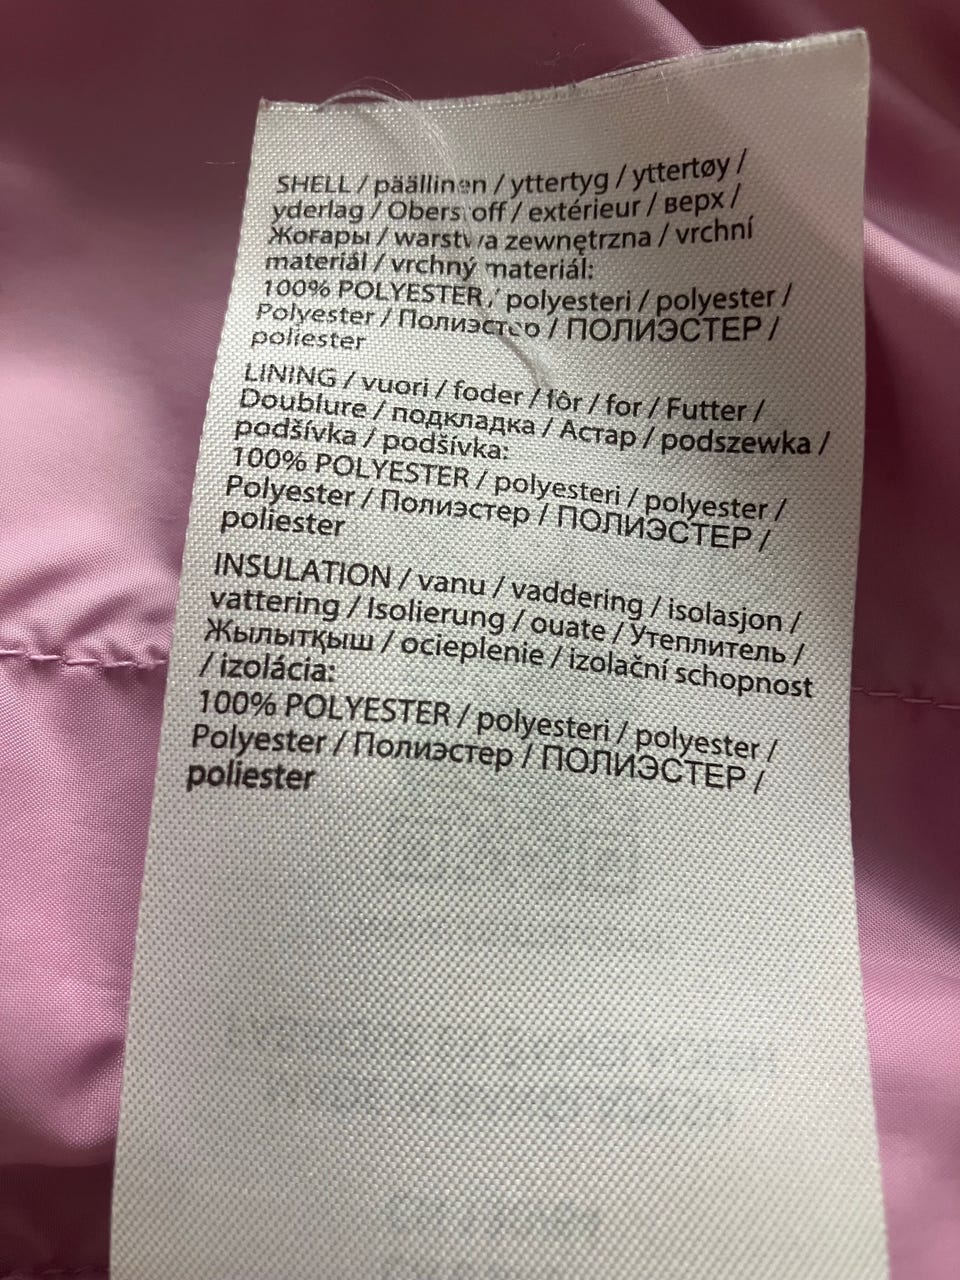 SHELL / päällinen / yttertyg / yttertøy /
yderlag / Oberstoff / extérieur / верх /
Жоғары / warstwa zewnętrzna / vrchní
materiál / vrchný materiál:
100% POLYESTER / polyesteri / polyester /
Polyester / Полиэстер / ПОЛИЭСТЕР /
poliester
LINING / vuori / foder / fôr / for / Futter /
Doublure / подкладка / Астар / podszewka /
podšívka / podšívka:
100% POLYESTER / polyesteri / polyester /
Polyester / Полиэстер / ПОЛИЭСТЕР /
poliester
INSULATION / vanu / vaddering / isolasjon /
vattering / Isolierung / ouate / Утеплитель /
Жылытқыш / ocieplenie / izolační schopnost
/ izolácia:
100% POLYESTER / polyesteri / polyester /
Polyester / Полиэстер / ПОЛИЭСТЕР /
poliester